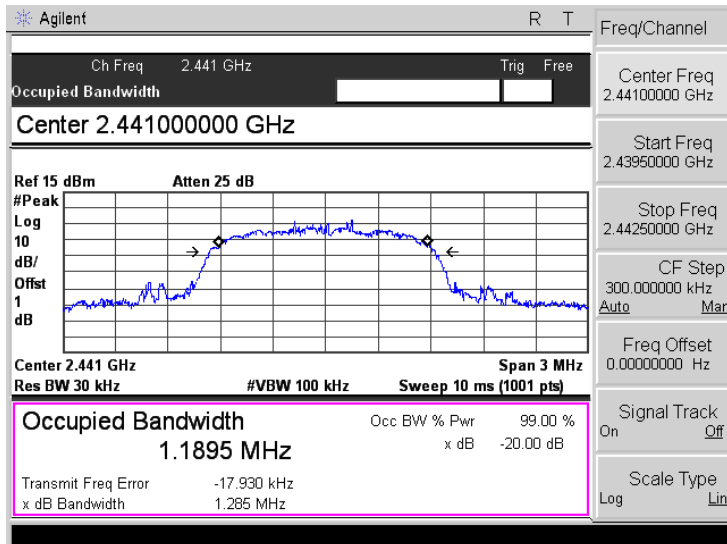 Agilent R T
Ch Freq 2.441 GHz Trig Free
Occupied Bandwidth
Center 2.441000000 GHz
Ref 15 dBm Atten 25 dB
#Peak
Log
10
dB/
Offst
1
dB
Center 2.441 GHz Span 3 MHz
Res BW 30 kHz #VBW 100 kHz Sweep 10 ms (1001 pts)
Occupied Bandwidth Occ BW % Pwr 99.00 %
1.1895 MHz x dB -20.00 dB
Transmit Freq Error -17.930 kHz
x dB Bandwidth 1.285 MHz
Freq/Channel
Center Freq
2.44100000 GHz
Start Freq
2.43950000 GHz
Stop Freq
2.44250000 GHz
CF Step
300.000000 kHz
Auto Man
Freq Offset
0.00000000 Hz
Signal Track
On Off
Scale Type
Log Lin